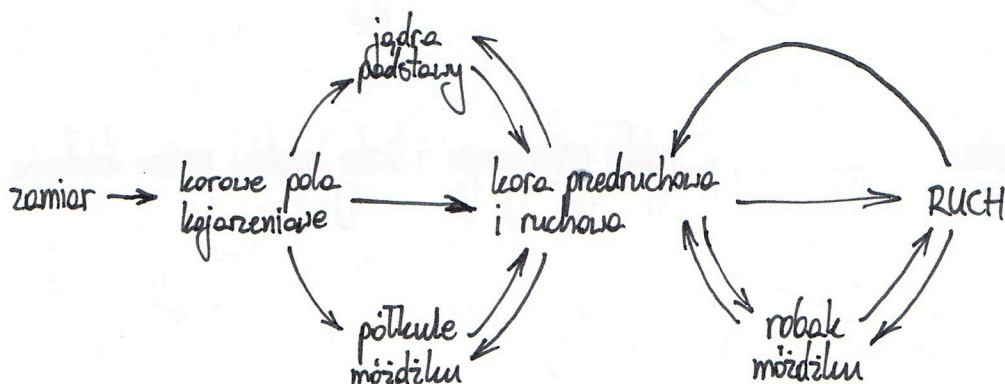 jądra
podstawy
zamiar
korowe pola
kojarzeniowe
kora przedruchowa
i ruchowa
RUCH
półkule
móżdżku
robak
móżdżku